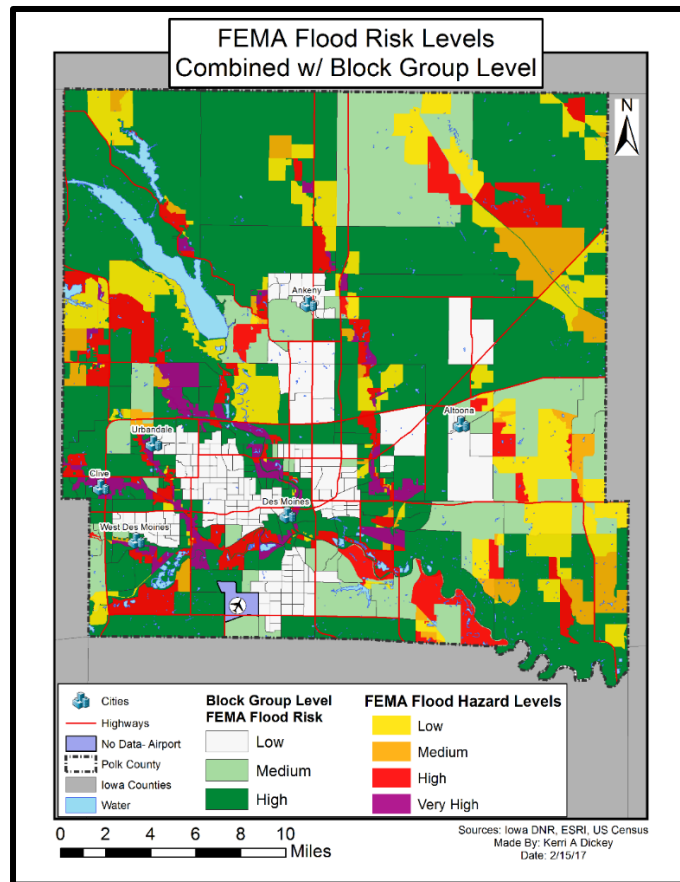 FEMA Flood Risk Levels
Combined w/ Block Group Level
N
Ankeny
Altoona
Urbandale
Clive
Des Moines
West Des Moines
Cities
Highways
No Data- Airport
Polk County
Iowa Counties
Water
Block Group Level
FEMA Flood Risk
Low
Medium
High
FEMA Flood Hazard Levels
Low
Medium
High
Very High
0 2 4 6 8 10
Miles
Sources: Iowa DNR, ESRI, US Census
Made By: Kerri A Dickey
Date: 2/15/17